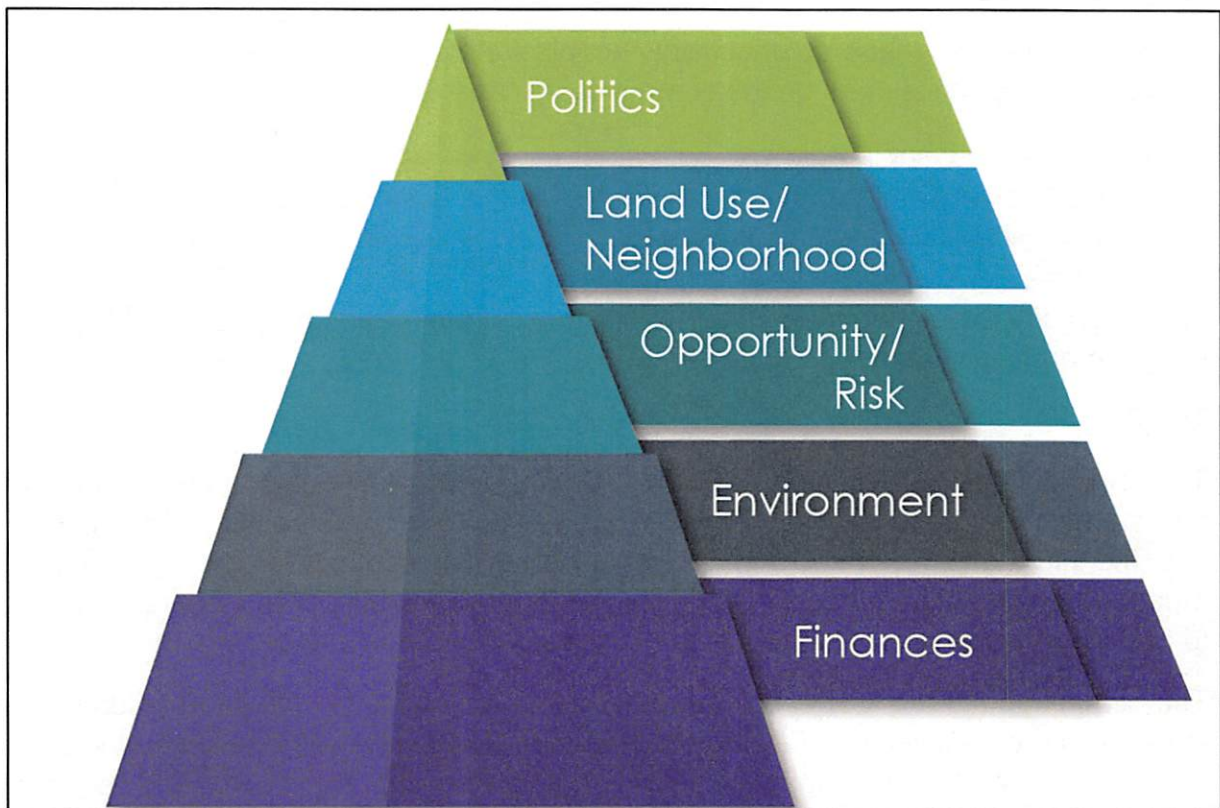 Politics
Land Use/
Neighborhood
Opportunity/
Risk
Environment
Finances